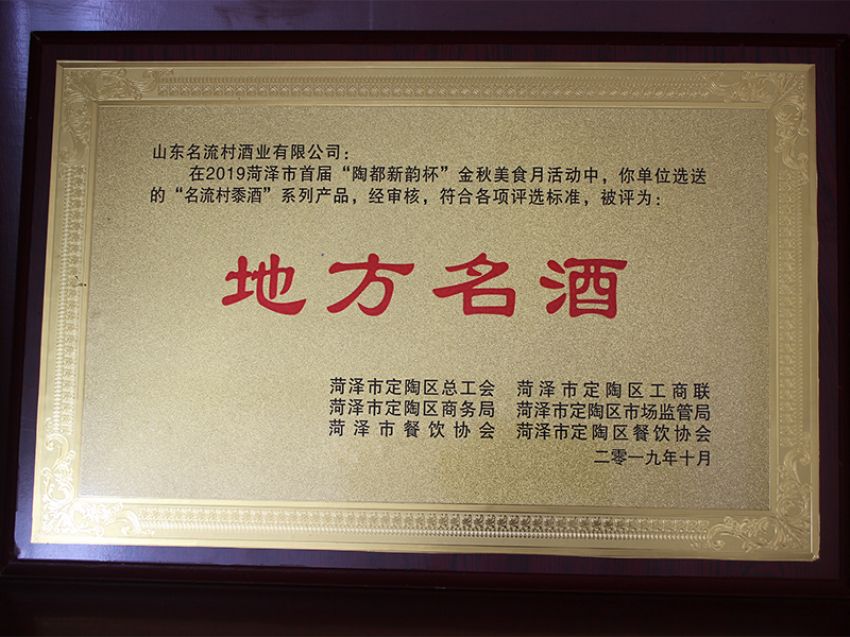 山东名流村酒业有限公司：
在2019菏泽市首届“陶都新韵杯”金秋美食月活动中，你单位选送
的“名流村黍酒”系列产品，经审核，符合各项评选标准，被评为：
地方名酒
菏泽市定陶区总工会 菏泽市定陶区工商联
菏泽市定陶区商务局 菏泽市定陶区市场监管局
菏泽市餐饮协会 菏泽市定陶区餐饮协会
二零一九年十月